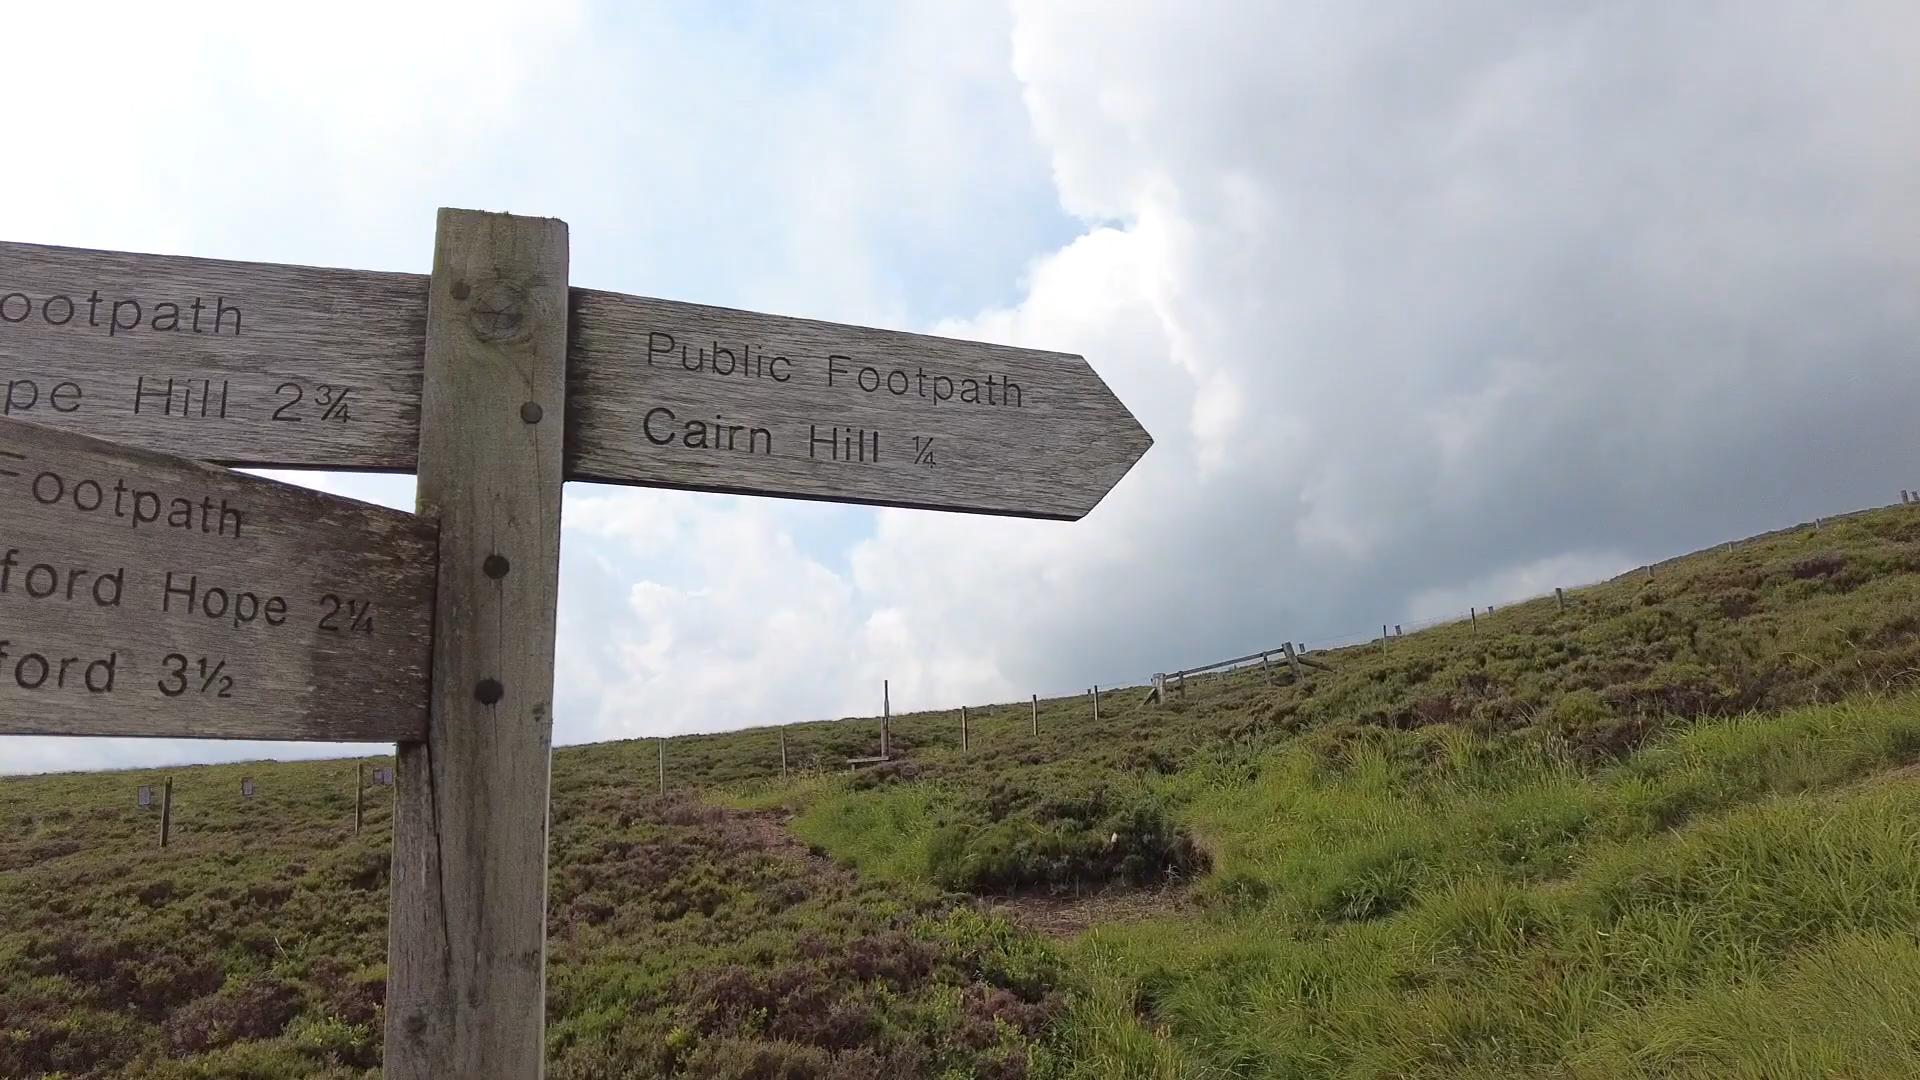 ootpath
pe Hill 2¾
Footpath
ford Hope 2¼
ford 3½
Public Footpath
Cairn Hill ¼